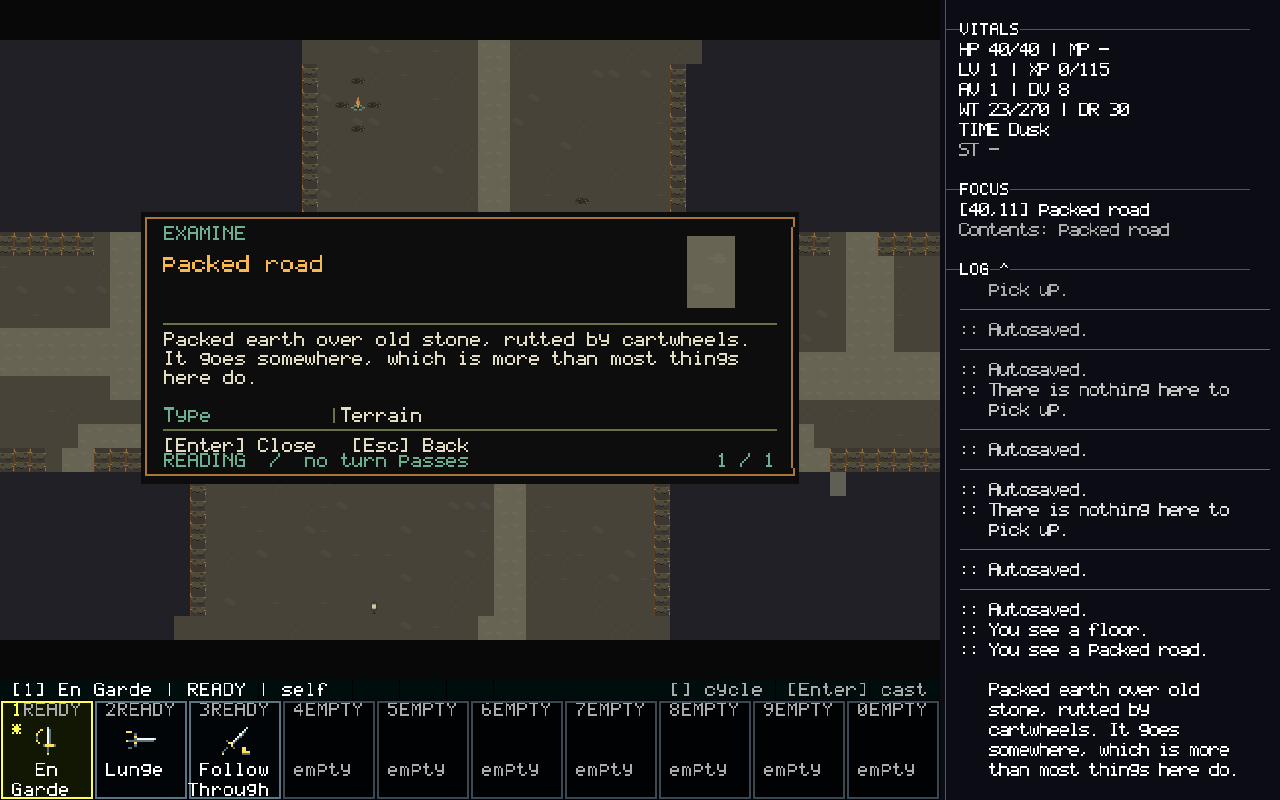 VITALS
HP 40/40 | MP -
LV 1 | XP 0/115
AV 1 | DV 8
WT 23/270 | DR 30
TIME Dusk
ST -
FOCUS
[40,11] Packed road
Contents: Packed road
LOG ^
Pick up.
:: Autosaved.
:: Autosaved.
:: There is nothing here to
Pick up.
:: Autosaved.
:: Autosaved.
:: There is nothing here to
Pick up.
:: Autosaved.
:: Autosaved.
:: You see a floor.
:: You see a Packed road.
Packed earth over old
stone, rutted by
cartwheels. It goes
somewhere, which is more
than most things here do.
EXAMINE
Packed road
Packed earth over old stone, rutted by cartwheels.
It goes somewhere, which is more than most things
here do.
Type | Terrain
[Enter] Close [Esc] Back
READING / no turn Passes 1 / 1
[1] En Garde | READY | self [] cycle [Enter] cast
1READY 2READY 3READY 4EMPTY 5EMPTY 6EMPTY 7EMPTY 8EMPTY 9EMPTY 0EMPTY
*
En Garde Lunge Follow Through empty empty empty empty empty empty empty